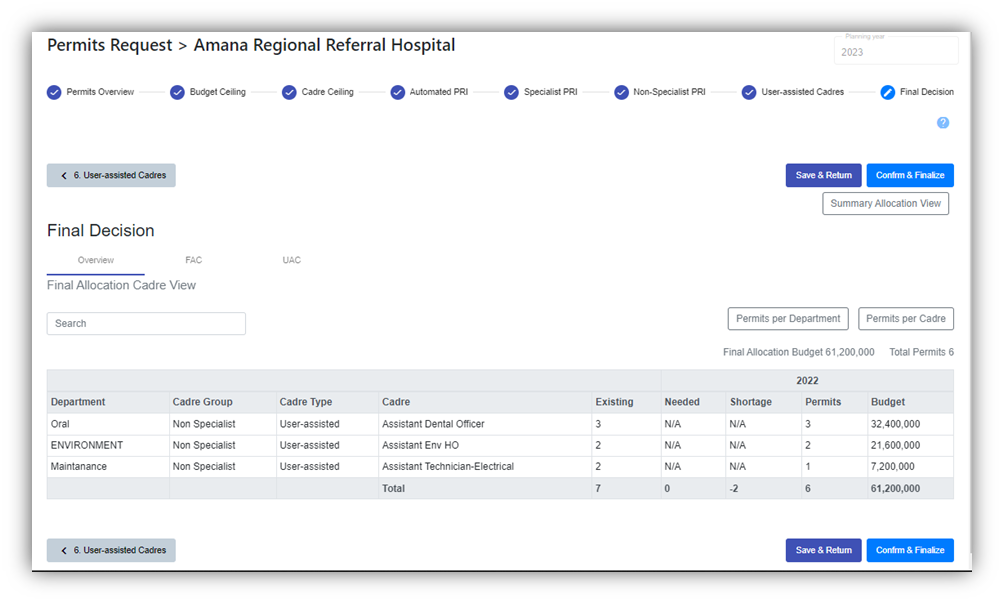 Permits Request > Amana Regional Referral Hospital
Planning year
2023
Permits Overview Budget Ceiling Cadre Ceiling Automated PRI Specialist PRI Non-Specialist PRI User-assisted Cadres Final Decision
?
6. User-assisted Cadres Save & Return Confrm & Finalize
Summary Allocation View
Final Decision
Overview FAC UAC
Final Allocation Cadre View
Search Permits per Department Permits per Cadre
Final Allocation Budget 61,200,000 Total Permits 6
2022
Department Cadre Group Cadre Type Cadre Existing Needed Shortage Permits Budget
Oral Non Specialist User-assisted Assistant Dental Officer 3 N/A N/A 3 32,400,000
ENVIRONMENT Non Specialist User-assisted Assistant Env HO 2 N/A N/A 2 21,600,000
Maintanance Non Specialist User-assisted Assistant Technician-Electrical 2 N/A N/A 1 7,200,000
Total 7 0 -2 6 61,200,000
6. User-assisted Cadres Save & Return Confrm & Finalize